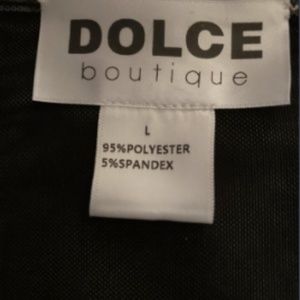 DOLCE
boutique
L
95%POLYESTER
5%SPANDEX